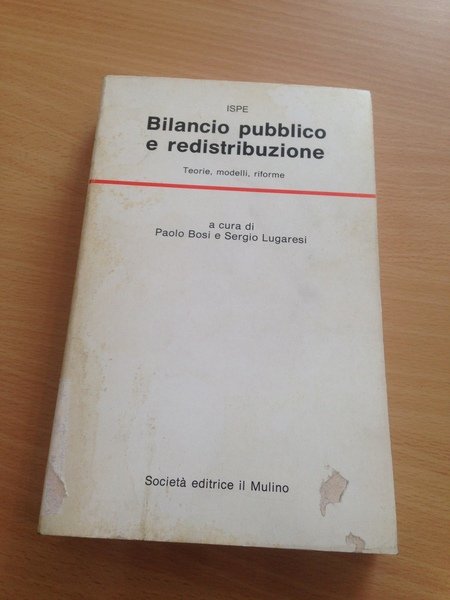 ISPE
Bilancio pubblico
e redistribuzione
Teorie, modelli, riforme
a cura di
Paolo Bosi e Sergio Lugaresi
Società editrice il Mulino